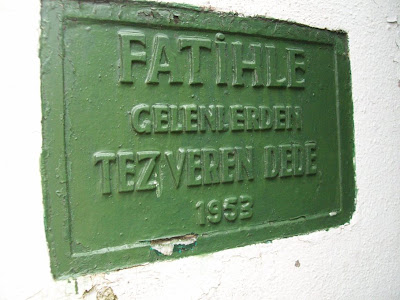 FATİHLE
GELENLERDEN
TEZVEREN DEDE
1953